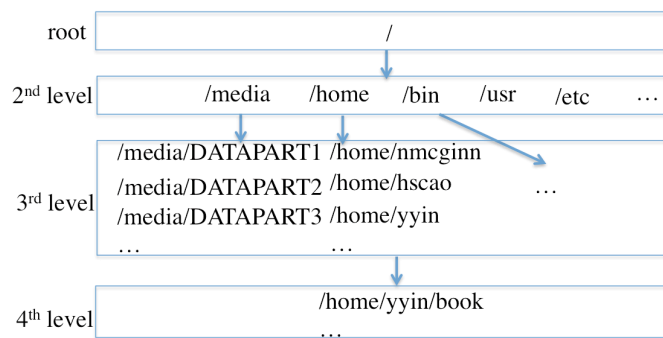 root /
2nd level /media /home /bin /usr /etc …
/media/DATAPART1 /home/nmcginn
/media/DATAPART2 /home/hscao …
3rd level /media/DATAPART3 /home/yyin
… …
/home/yyin/book
4th level …